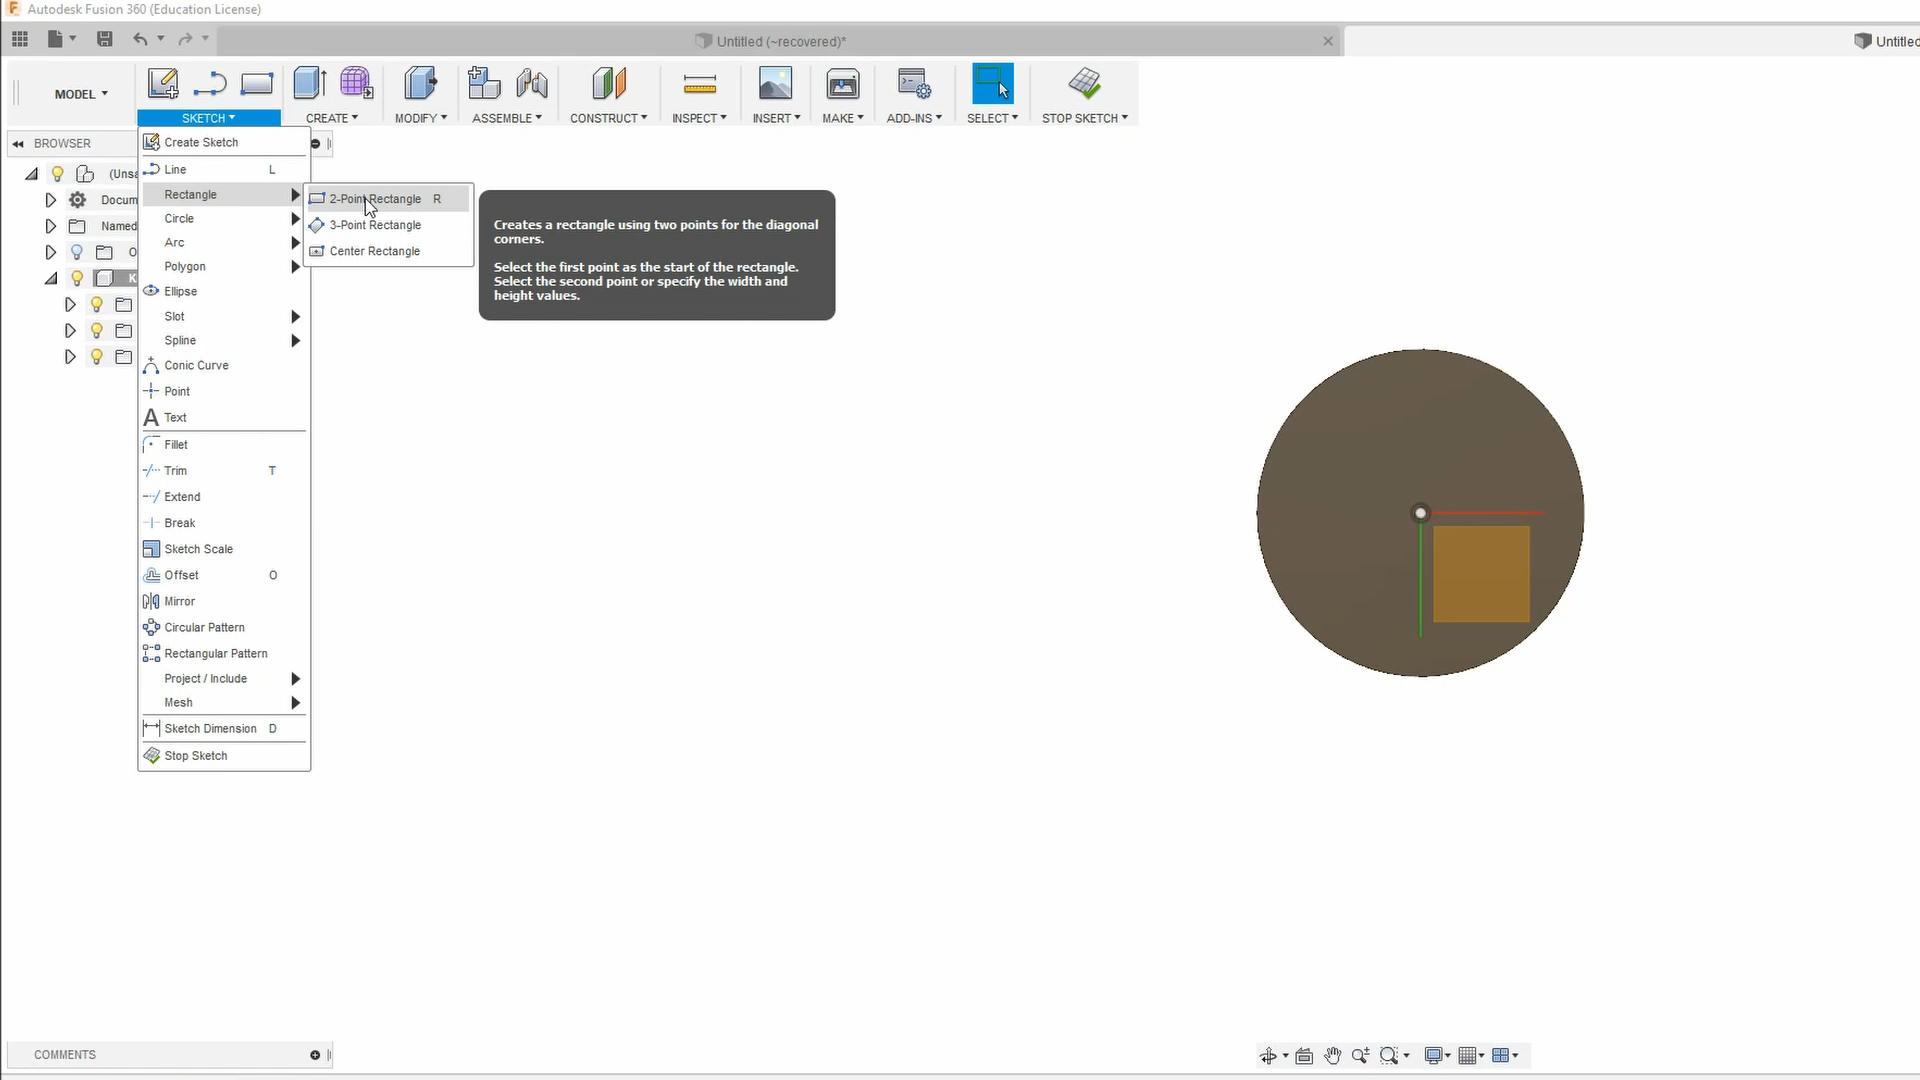 Autodesk Fusion 360 (Education License)
Untitled (~recovered)*
Untitled
MODEL
SKETCH
CREATE
MODIFY
ASSEMBLE
CONSTRUCT
INSPECT
INSERT
MAKE
ADD-INS
SELECT
STOP SKETCH
BROWSER
(Unsa
Docum
Named
O
K
Create Sketch
Line L
Rectangle
Circle
Arc
Polygon
Ellipse
Slot
Spline
Conic Curve
Point
Text
Fillet
Trim T
Extend
Break
Sketch Scale
Offset O
Mirror
Circular Pattern
Rectangular Pattern
Project / Include
Mesh
Sketch Dimension D
Stop Sketch
2-Point Rectangle R
3-Point Rectangle
Center Rectangle
Creates a rectangle using two points for the diagonal
corners.
Select the first point as the start of the rectangle.
Select the second point or specify the width and
height values.
COMMENTS